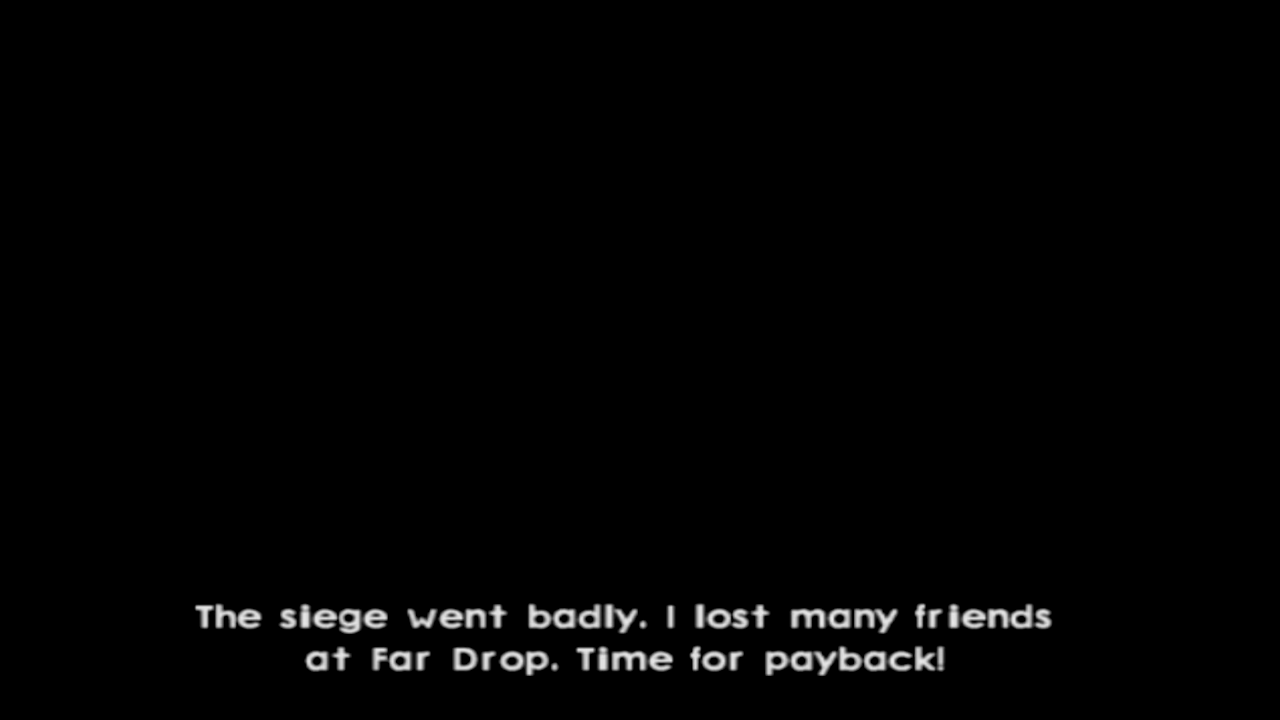 The siege went badly. I lost many friends
at Far Drop. Time for payback!